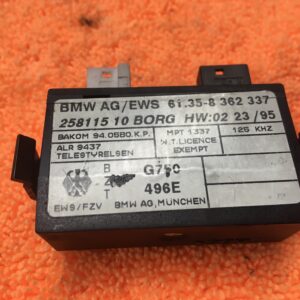 BMW AG/EWS 61.35-8 362 337
258115 10 BORG HW:02 23/95
BAKOM 94.0580.K.P. MPT 1337 125 KHZ
ALR 9437 W.T.LICENCE
TELESTYRELSEN EXEMPT
B
Z G750
T 496E
EWS/FZV BMW AG, MUNCHEN